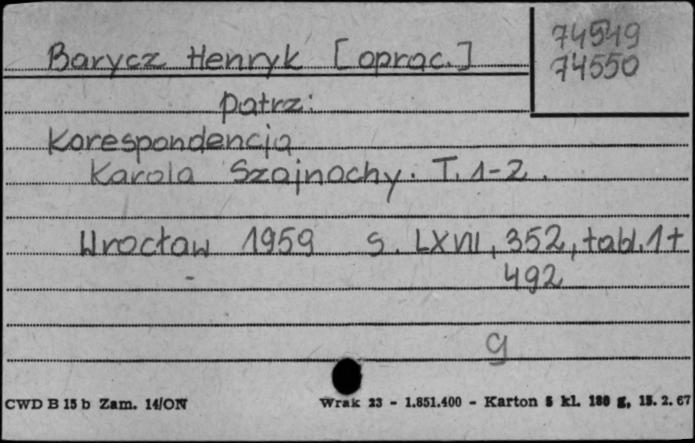 74549
Barycz Henryk [oprac.]
74550
patrz:
Korespondencja
Karola Szajnochy. T. 1-2.
Wrocław 1959 s. LXVII, 352, tabl. 1 +
492
g
CWD B 15 b Zam. 14/ON Wrak 23 - 1.851.400 - Karton 5 kl. 180 g, 15. 2. 67